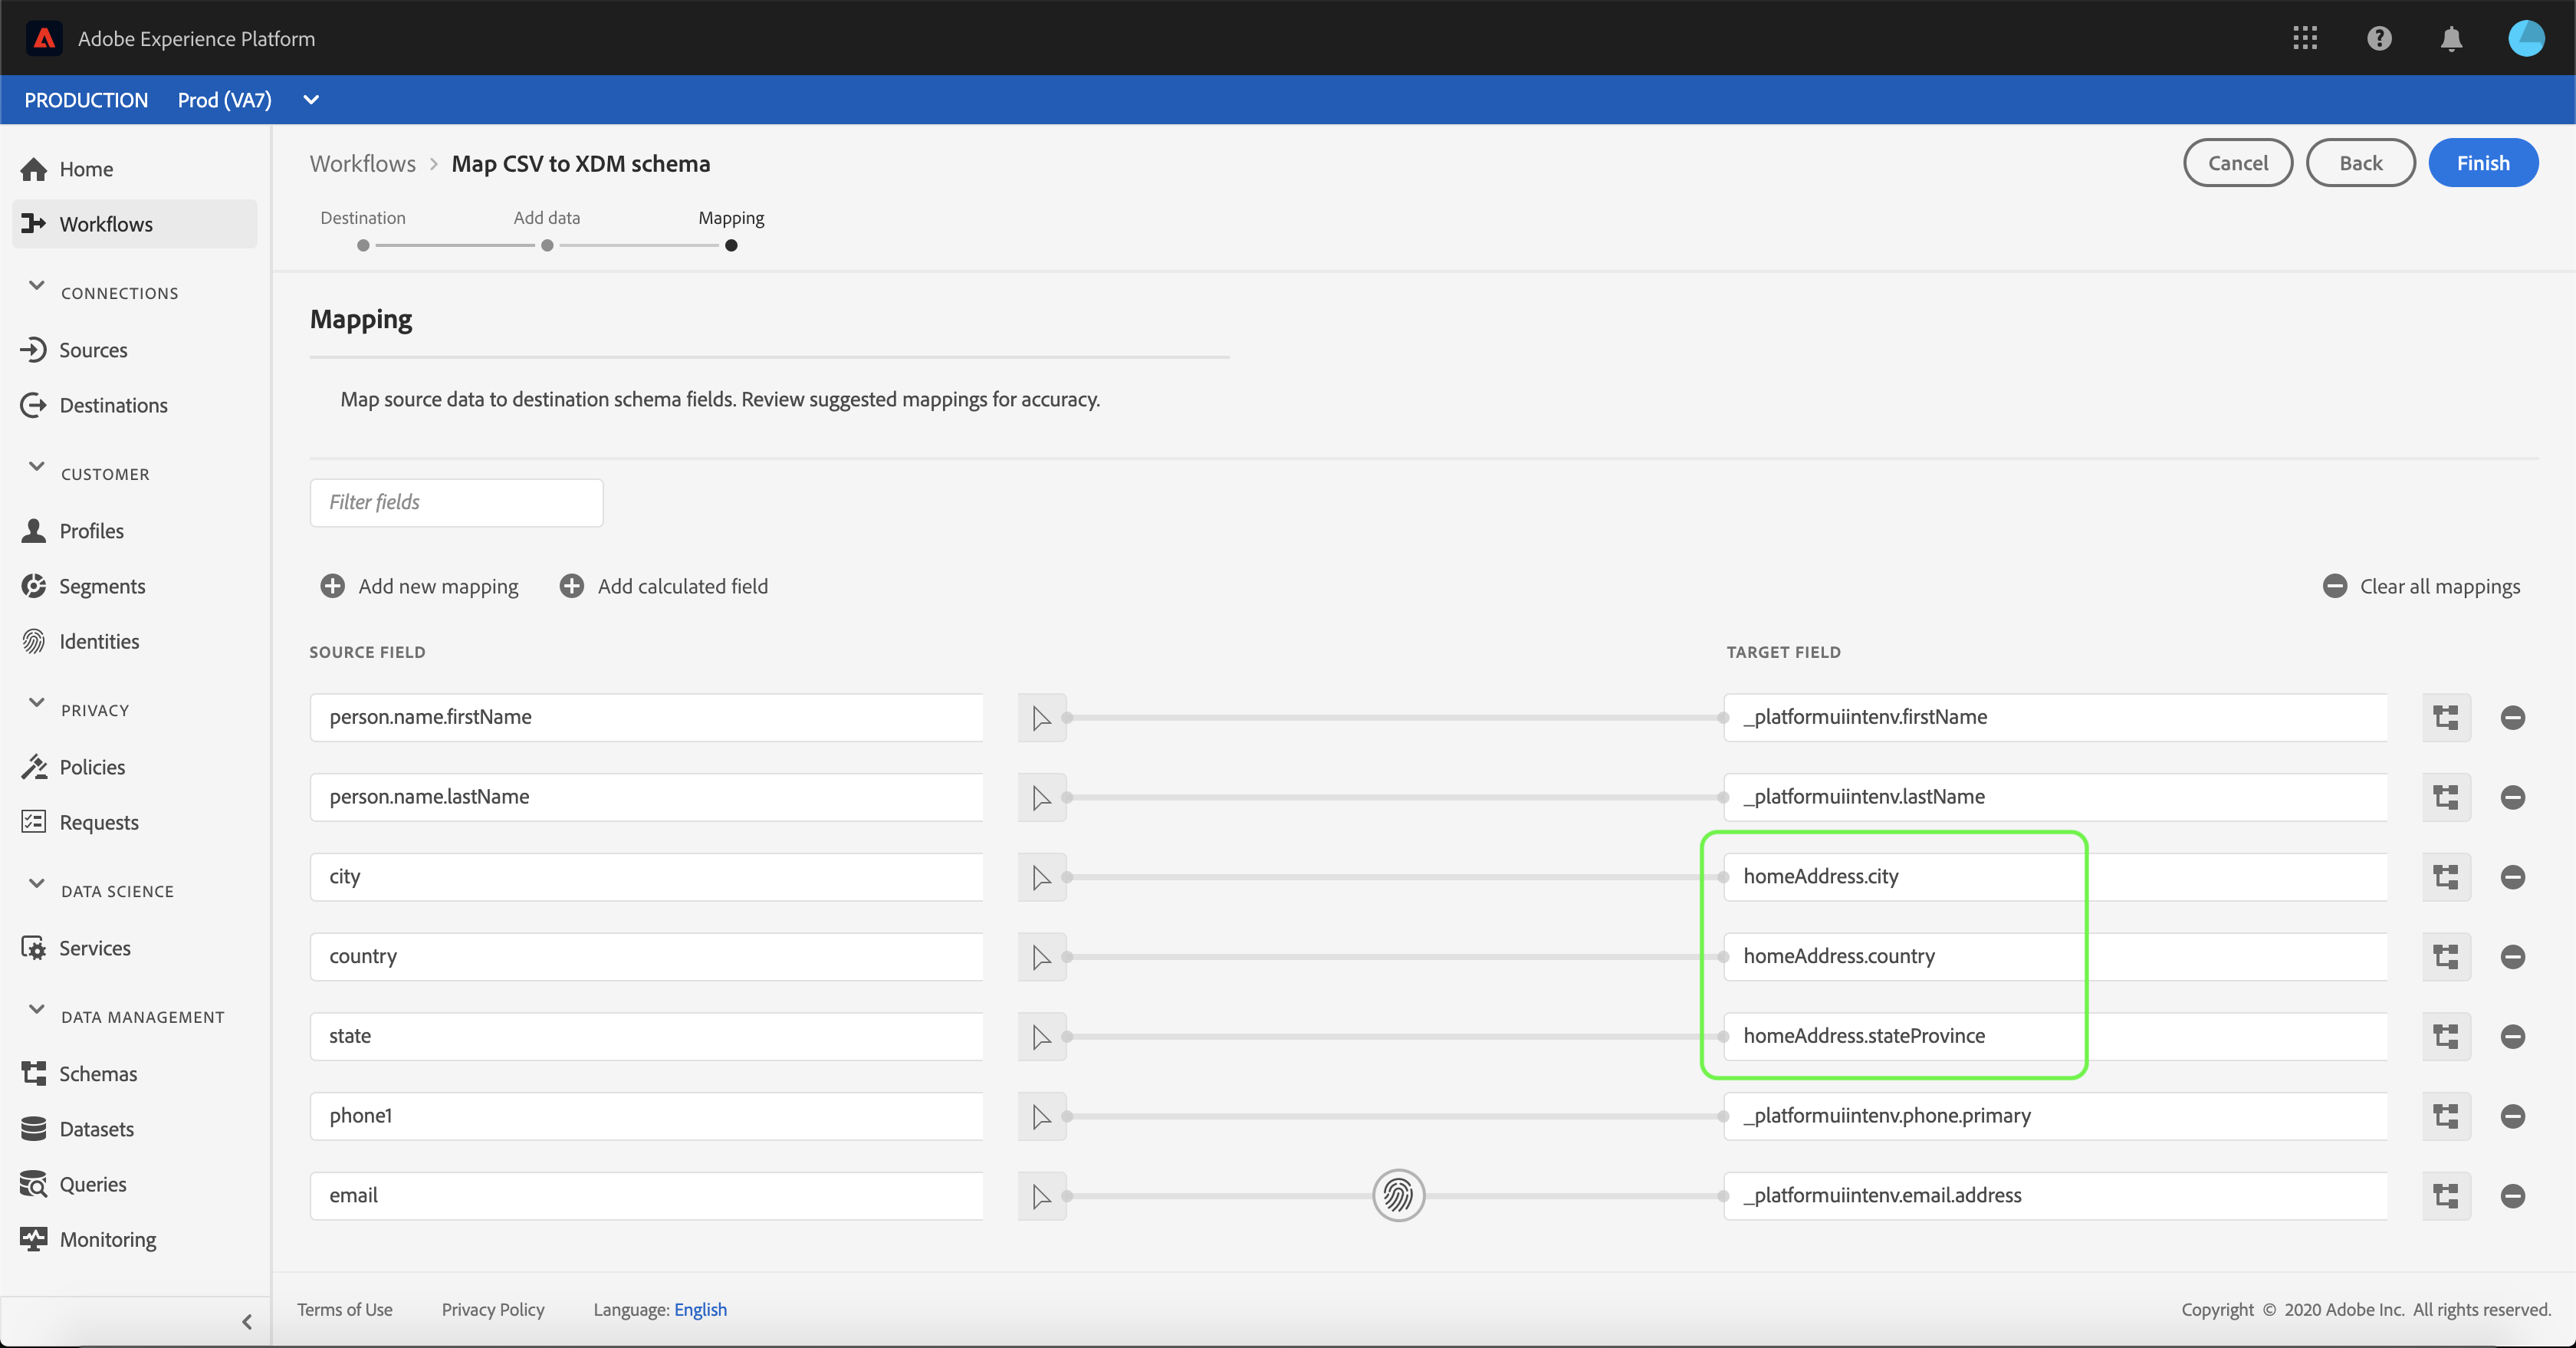 Adobe Experience Platform
PRODUCTION Prod (VA7)
Home
Workflows
CONNECTIONS
Sources
Destinations
CUSTOMER
Profiles
Segments
Identities
PRIVACY
Policies
Requests
DATA SCIENCE
Services
DATA MANAGEMENT
Schemas
Datasets
Queries
Monitoring
Workflows > Map CSV to XDM schema
Cancel Back Finish
Destination Add data Mapping
Mapping
Map source data to destination schema fields. Review suggested mappings for accuracy.
Filter fields
Add new mapping Add calculated field Clear all mappings
SOURCE FIELD TARGET FIELD
person.name.firstName _platformuiintenv.firstName
person.name.lastName _platformuiintenv.lastName
city homeAddress.city
country homeAddress.country
state homeAddress.stateProvince
phone1 _platformuiintenv.phone.primary
email _platformuiintenv.email.address
Terms of Use Privacy Policy Language: English Copyright © 2020 Adobe Inc. All rights reserved.